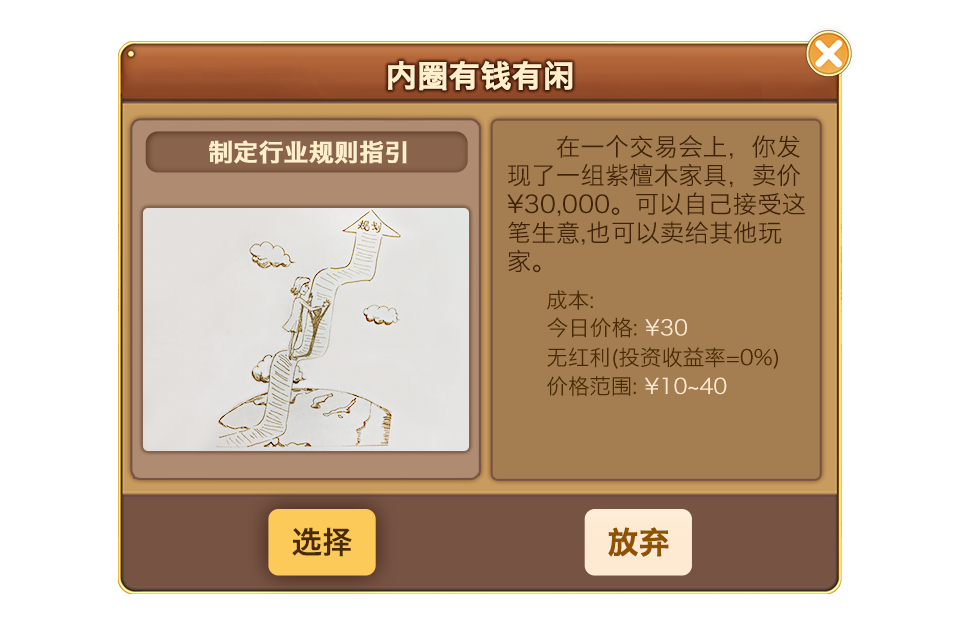 内圈有钱有闲
制定行业规则指引
规划
在一个交易会上，你发
现了一组紫檀木家具，卖价
¥30,000。可以自己接受这
笔生意,也可以卖给其他玩
家。
成本:
今日价格: ¥30
无红利(投资收益率=0%)
价格范围: ¥10~40
选择
放弃